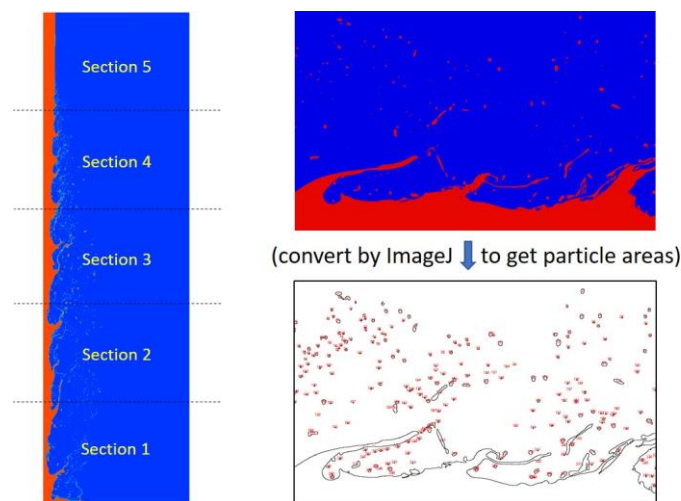 Section 5
Section 4
Section 3
Section 2
Section 1
(convert by ImageJ to get particle areas)